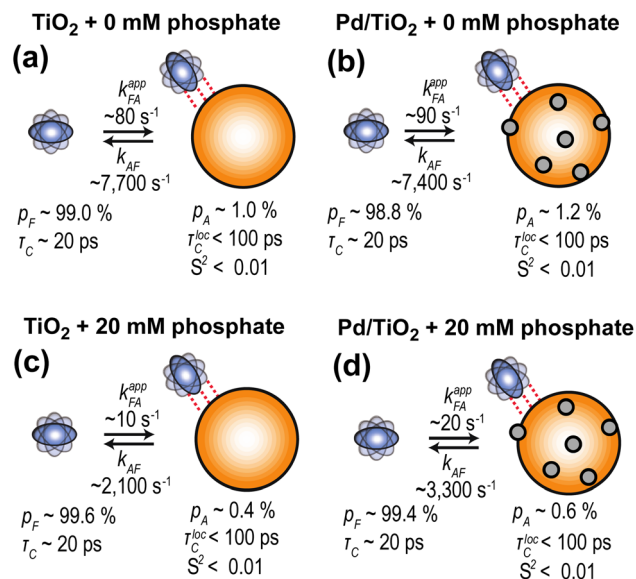 TiO₂ + 0 mM phosphate
(a)
k_FA^app
~80 s⁻¹
k_AF
~7,700 s⁻¹
p_F ~ 99.0 %
τ_C ~ 20 ps
p_A ~ 1.0 %
τ_C^loc < 100 ps
S² < 0.01
Pd/TiO₂ + 0 mM phosphate
(b)
k_FA^app
~90 s⁻¹
k_AF
~7,400 s⁻¹
p_F ~ 98.8 %
τ_C ~ 20 ps
p_A ~ 1.2 %
τ_C^loc < 100 ps
S² < 0.01
TiO₂ + 20 mM phosphate
(c)
k_FA^app
~10 s⁻¹
k_AF
~2,100 s⁻¹
p_F ~ 99.6 %
τ_C ~ 20 ps
p_A ~ 0.4 %
τ_C^loc < 100 ps
S² < 0.01
Pd/TiO₂ + 20 mM phosphate
(d)
k_FA^app
~20 s⁻¹
k_AF
~3,300 s⁻¹
p_F ~ 99.4 %
τ_C ~ 20 ps
p_A ~ 0.6 %
τ_C^loc < 100 ps
S² < 0.01